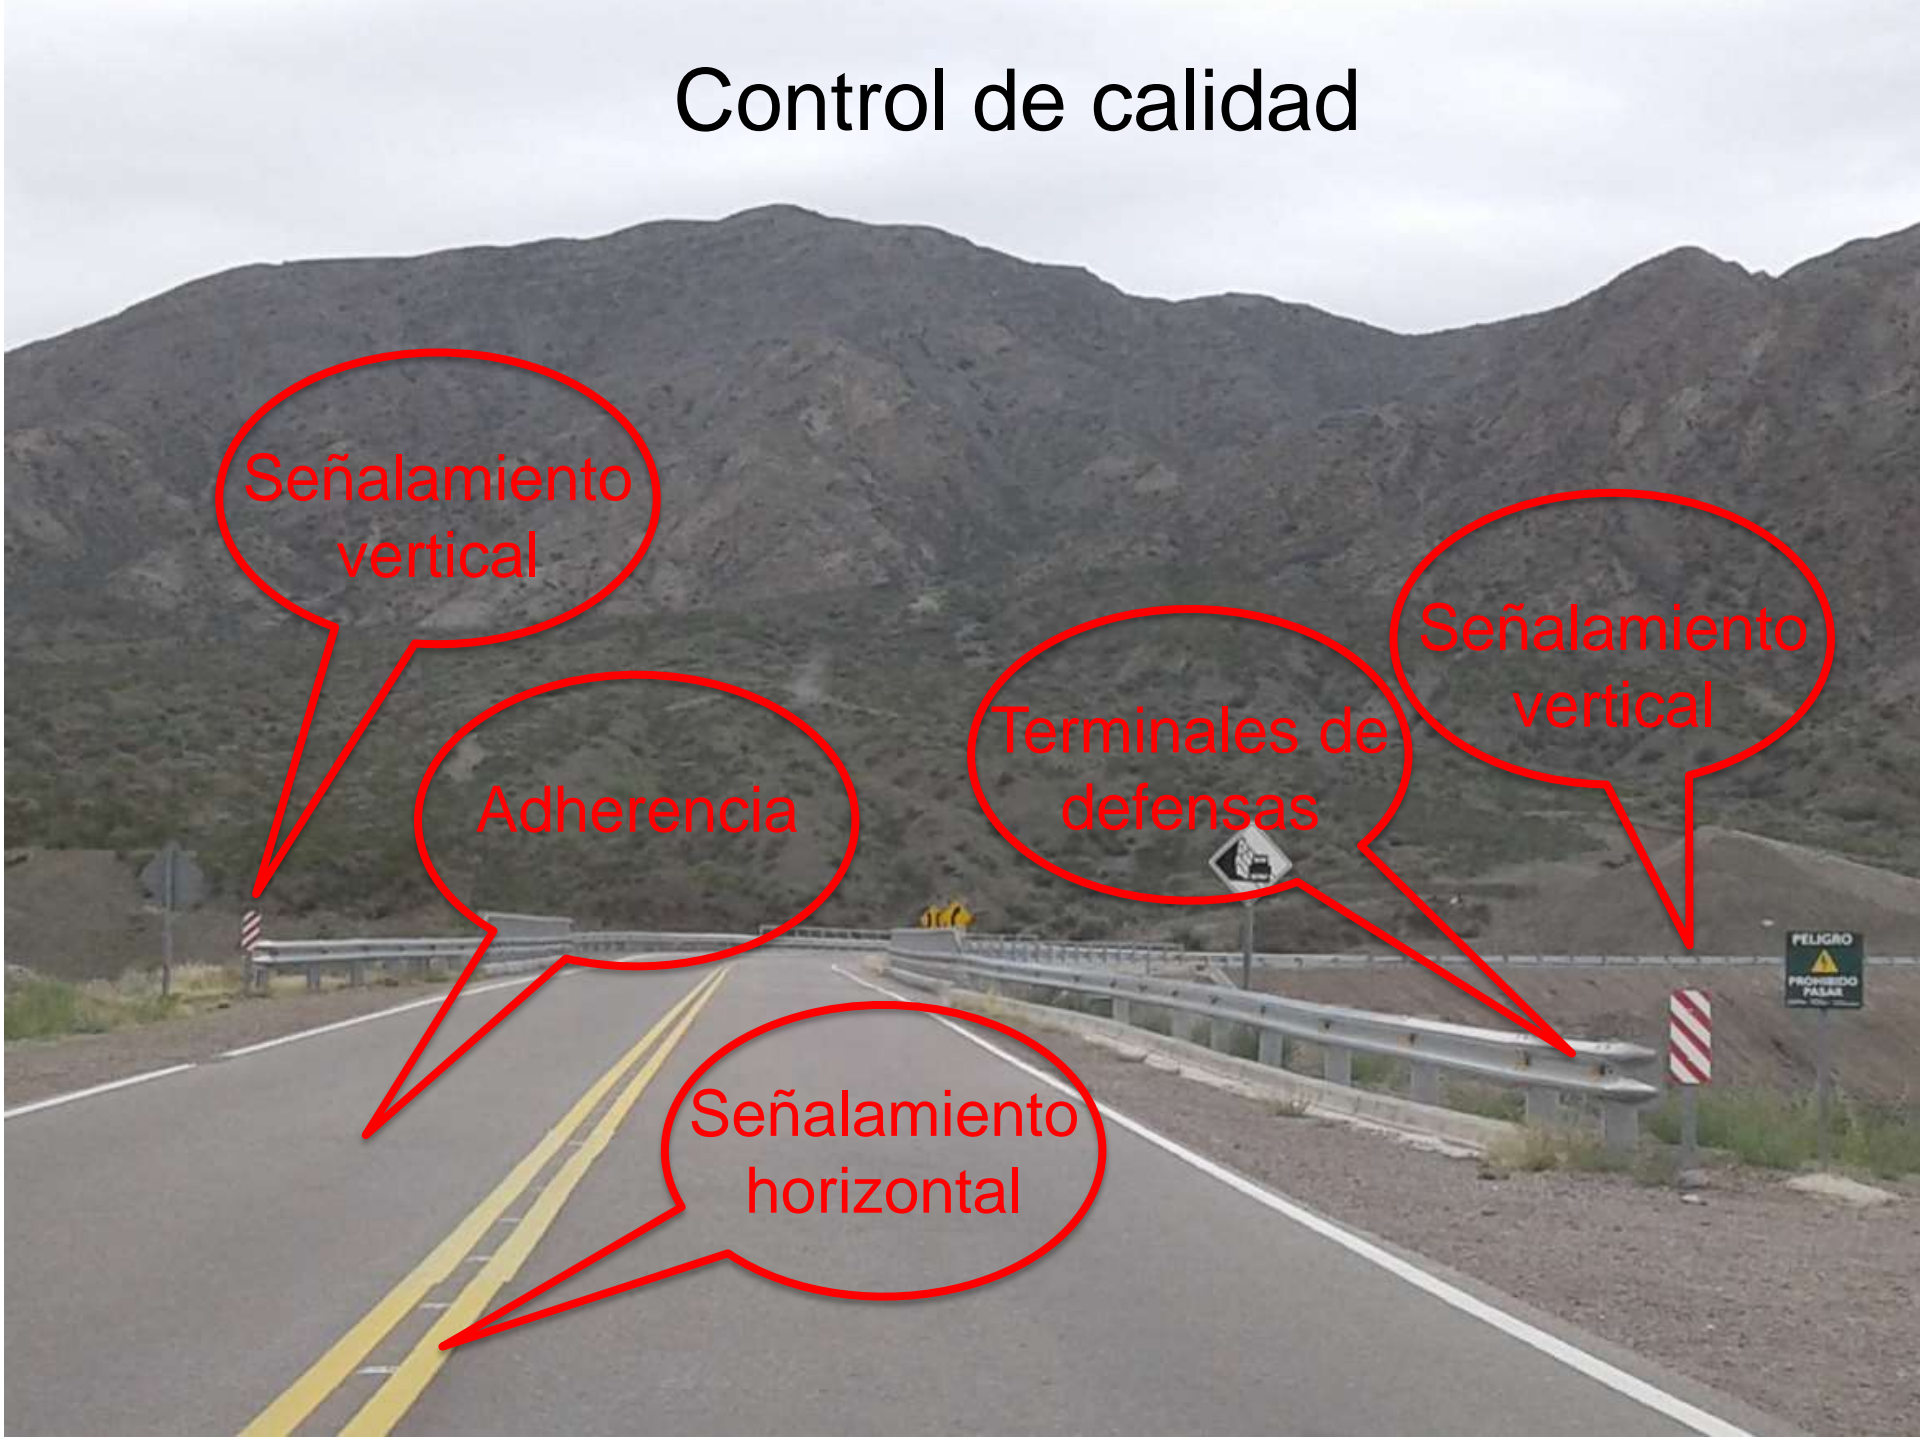 Control de calidad
Señalamiento
vertical
Señalamiento
vertical
Terminales de
defensas
Adherencia
Señalamiento
horizontal
PELIGRO
PROHIBIDO
PASAR